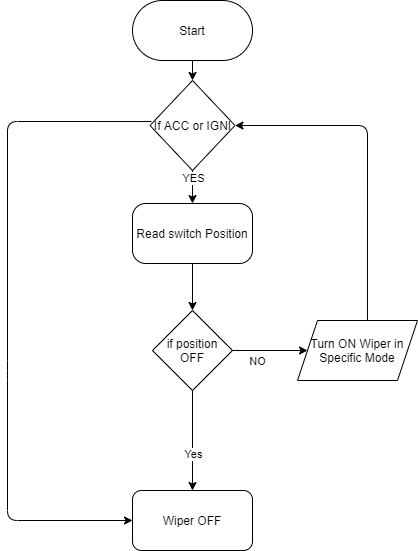 Start
If ACC or IGNI
YES
Read switch Position
if position
OFF
NO
Turn ON Wiper in
Specific Mode
Yes
Wiper OFF